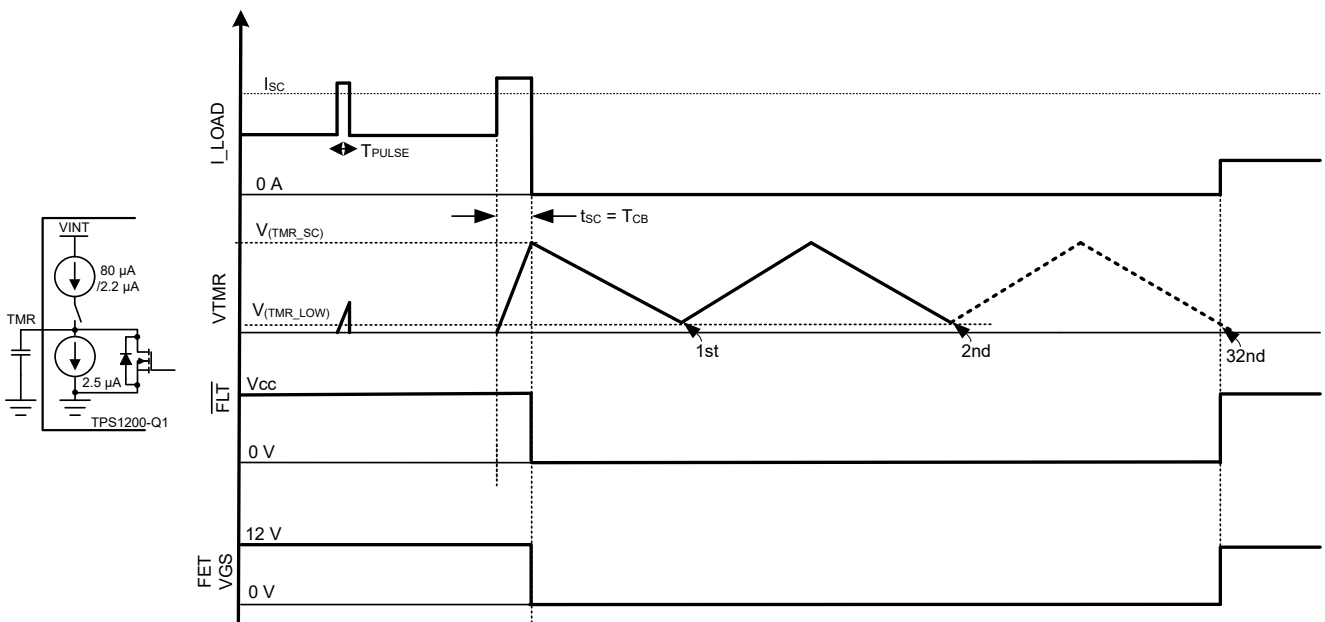 I_LOAD
ISC
TPULSE
0 A
tSC = TCB
VINT
80 µA
/2.2 µA
TMR
2.5 µA
TPS1200-Q1
VTMR
V(TMR_SC)
V(TMR_LOW)
1st
2nd
32nd
FLT
Vcc
0 V
FET
VGS
12 V
0 V